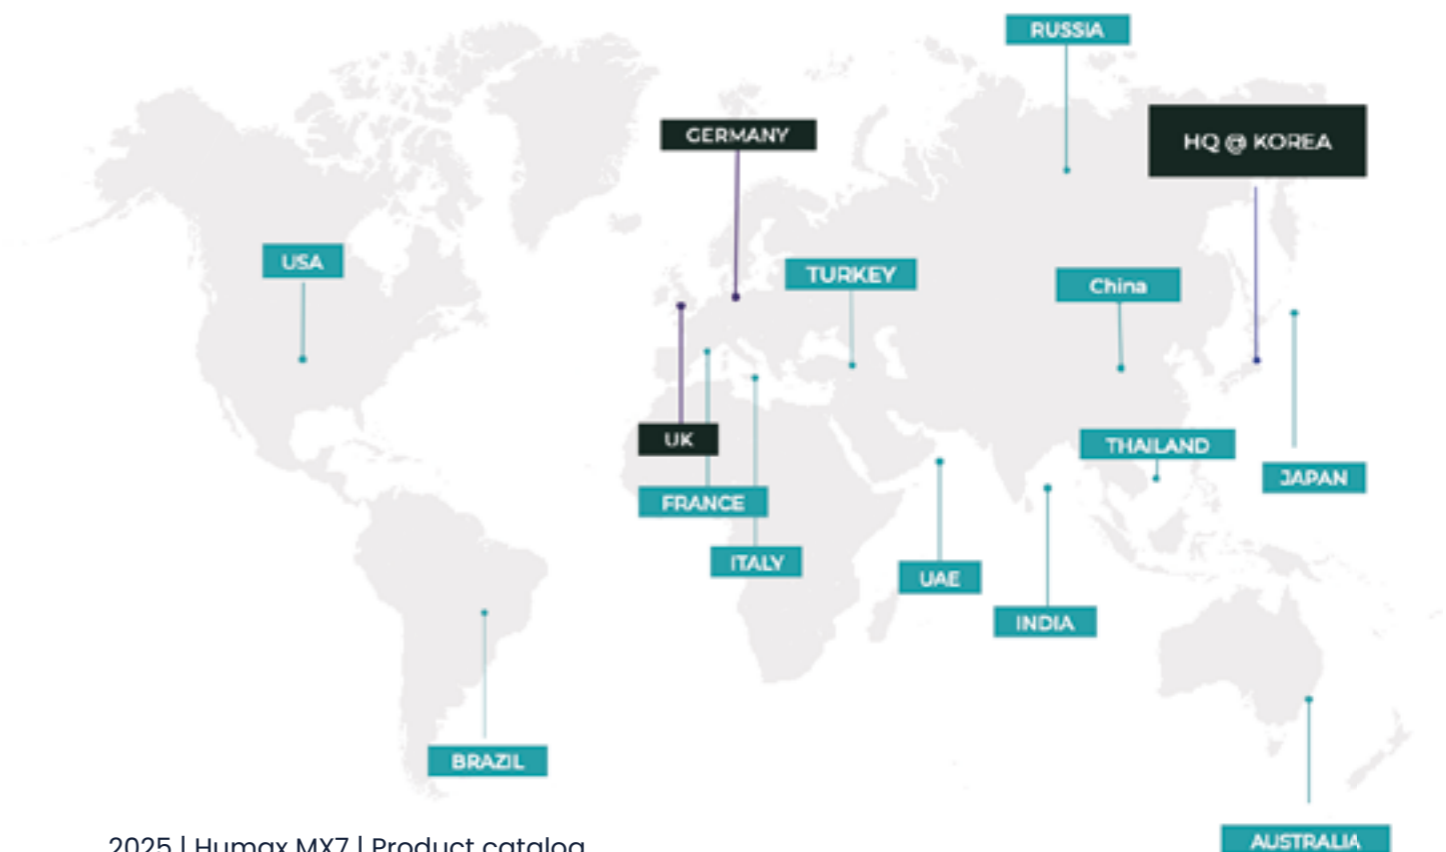 RUSSIA
GERMANY
HQ @ KOREA
USA
TURKEY
China
UK
THAILAND
JAPAN
FRANCE
ITALY
UAE
INDIA
BRAZIL
AUSTRALIA
2025 | Humax MX7 | Product catalog